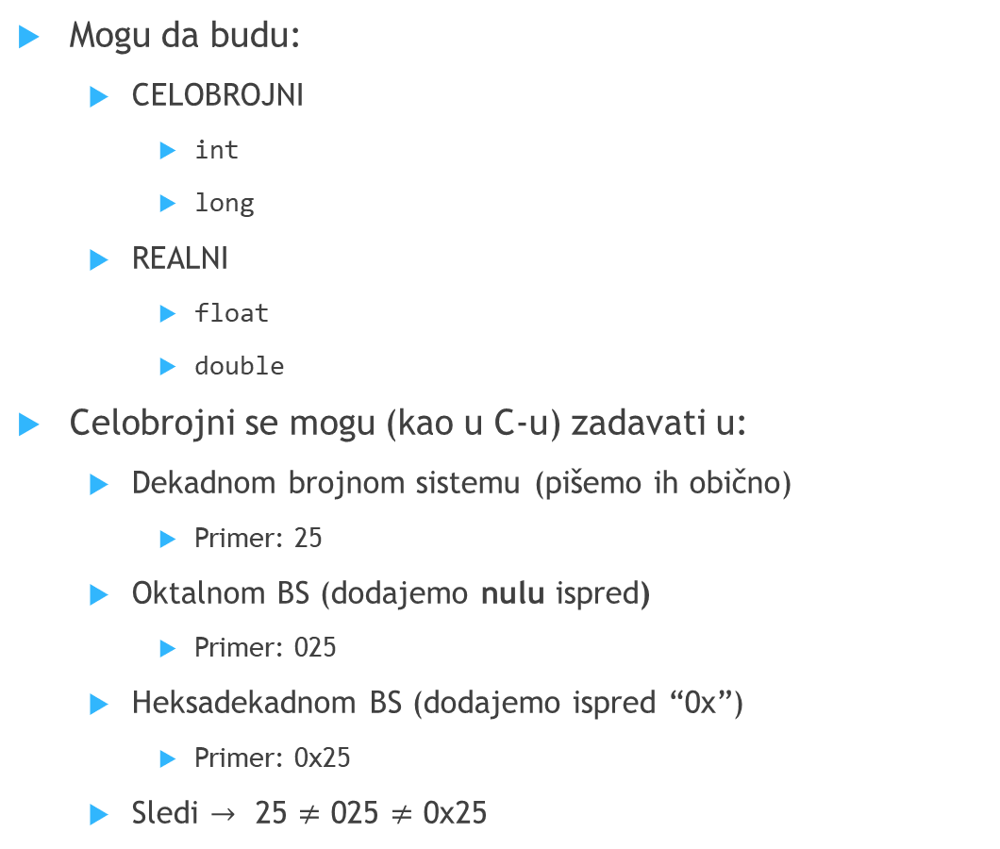 Mogu da budu:
CELOBROJNI
int
long
REALNI
float
double
Celobrojni se mogu (kao u C-u) zadavati u:
Dekadnom brojnom sistemu (pišemo ih obično)
Primer: 25
Oktalnom BS (dodajemo nulu ispred)
Primer: 025
Heksadekadnom BS (dodajemo ispred “0x”)
Primer: 0x25
Sledi → 25 ≠ 025 ≠ 0x25